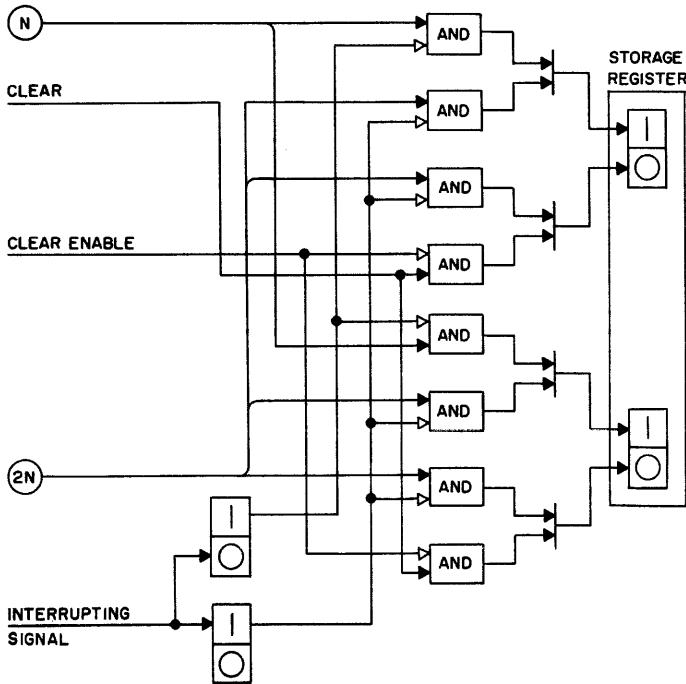 N
AND
STORAGE
REGISTER
CLEAR
AND
1
0
AND
CLEAR ENABLE
AND
AND
AND
1
0
2N
AND
1
0
AND
INTERRUPTING
SIGNAL
1
0